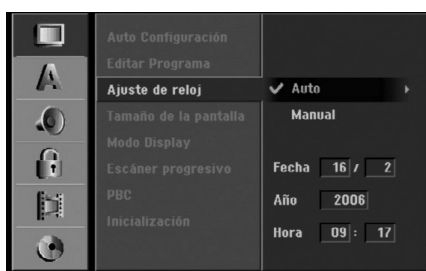 Auto Configuración
Editar Programa
Ajuste de reloj
Tamaño de la pantalla
Modo Display
Escáner progresivo
PBC
Inicialización
A
✔ Auto
Manual
Fecha 16 / 2
Año 2006
Hora 09 : 17